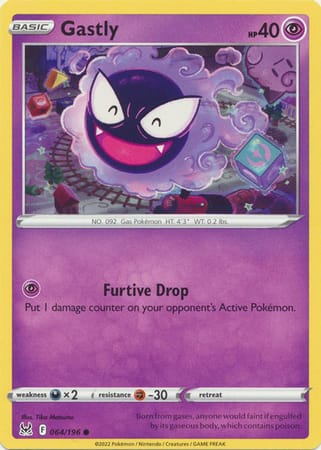 BASIC Gastly HP40
NO. 092 Gas Pokémon HT: 4'3" WT: 0.2 lbs.
Furtive Drop
Put 1 damage counter on your opponent's Active Pokémon.
weakness ×2 resistance -30 retreat
Illus. Tika Matsuno
F 064/196
Born from gases, anyone would faint if engulfed
by its gaseous body, which contains poison.
©2022 Pokémon / Nintendo / Creatures / GAME FREAK